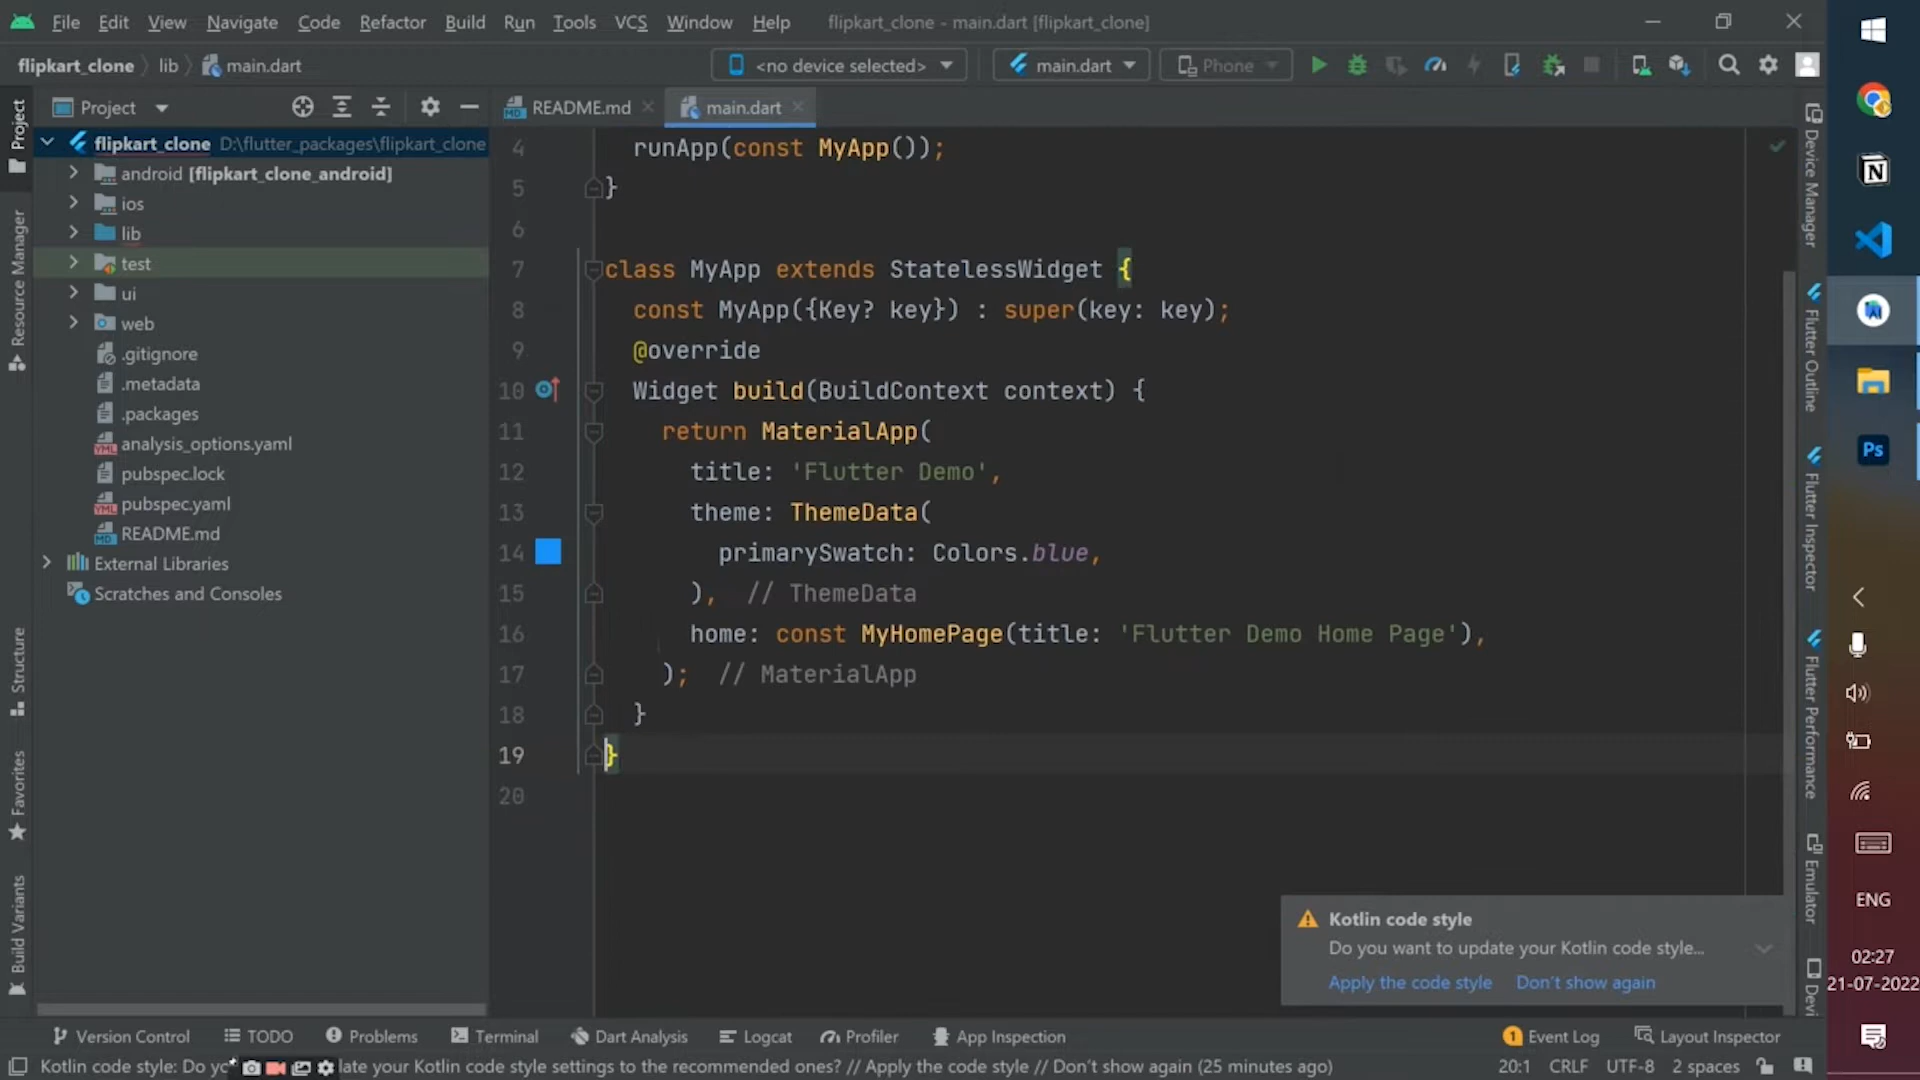 File Edit View Navigate Code Refactor Build Run Tools VCS Window Help flipkart_clone - main.dart [flipkart_clone]
flipkart_clone lib main.dart <no device selected> main.dart Phone
Project
README.md main.dart
flipkart_clone D:\flutter_packages\flipkart_clone
android [flipkart_clone_android]
ios
lib
test
ui
web
.gitignore
.metadata
.packages
analysis_options.yaml
pubspec.lock
pubspec.yaml
README.md
External Libraries
Scratches and Consoles
4 runApp(const MyApp());
5 }
6
7 class MyApp extends StatelessWidget {
8 const MyApp({Key? key}) : super(key: key);
9 @override
10 Widget build(BuildContext context) {
11 return MaterialApp(
12 title: 'Flutter Demo',
13 theme: ThemeData(
14 primarySwatch: Colors.blue,
15 ), // ThemeData
16 home: const MyHomePage(title: 'Flutter Demo Home Page'),
17 ); // MaterialApp
18 }
19 }
20
Project
Resource Manager
Structure
Favorites
Build Variants
Device Manager
Flutter Outline
Flutter Inspector
Flutter Performance
Emulator
Devi
Kotlin code style
Do you want to update your Kotlin code style...
Apply the code style Don't show again
Version Control TODO Problems Terminal Dart Analysis Logcat Profiler App Inspection 1 Event Log Layout Inspector
Kotlin code style: Do yo late your Kotlin code style settings to the recommended ones? // Apply the code style // Don't show again (25 minutes ago) 20:1 CRLF UTF-8 2 spaces
Ps
ENG
02:27
21-07-2022